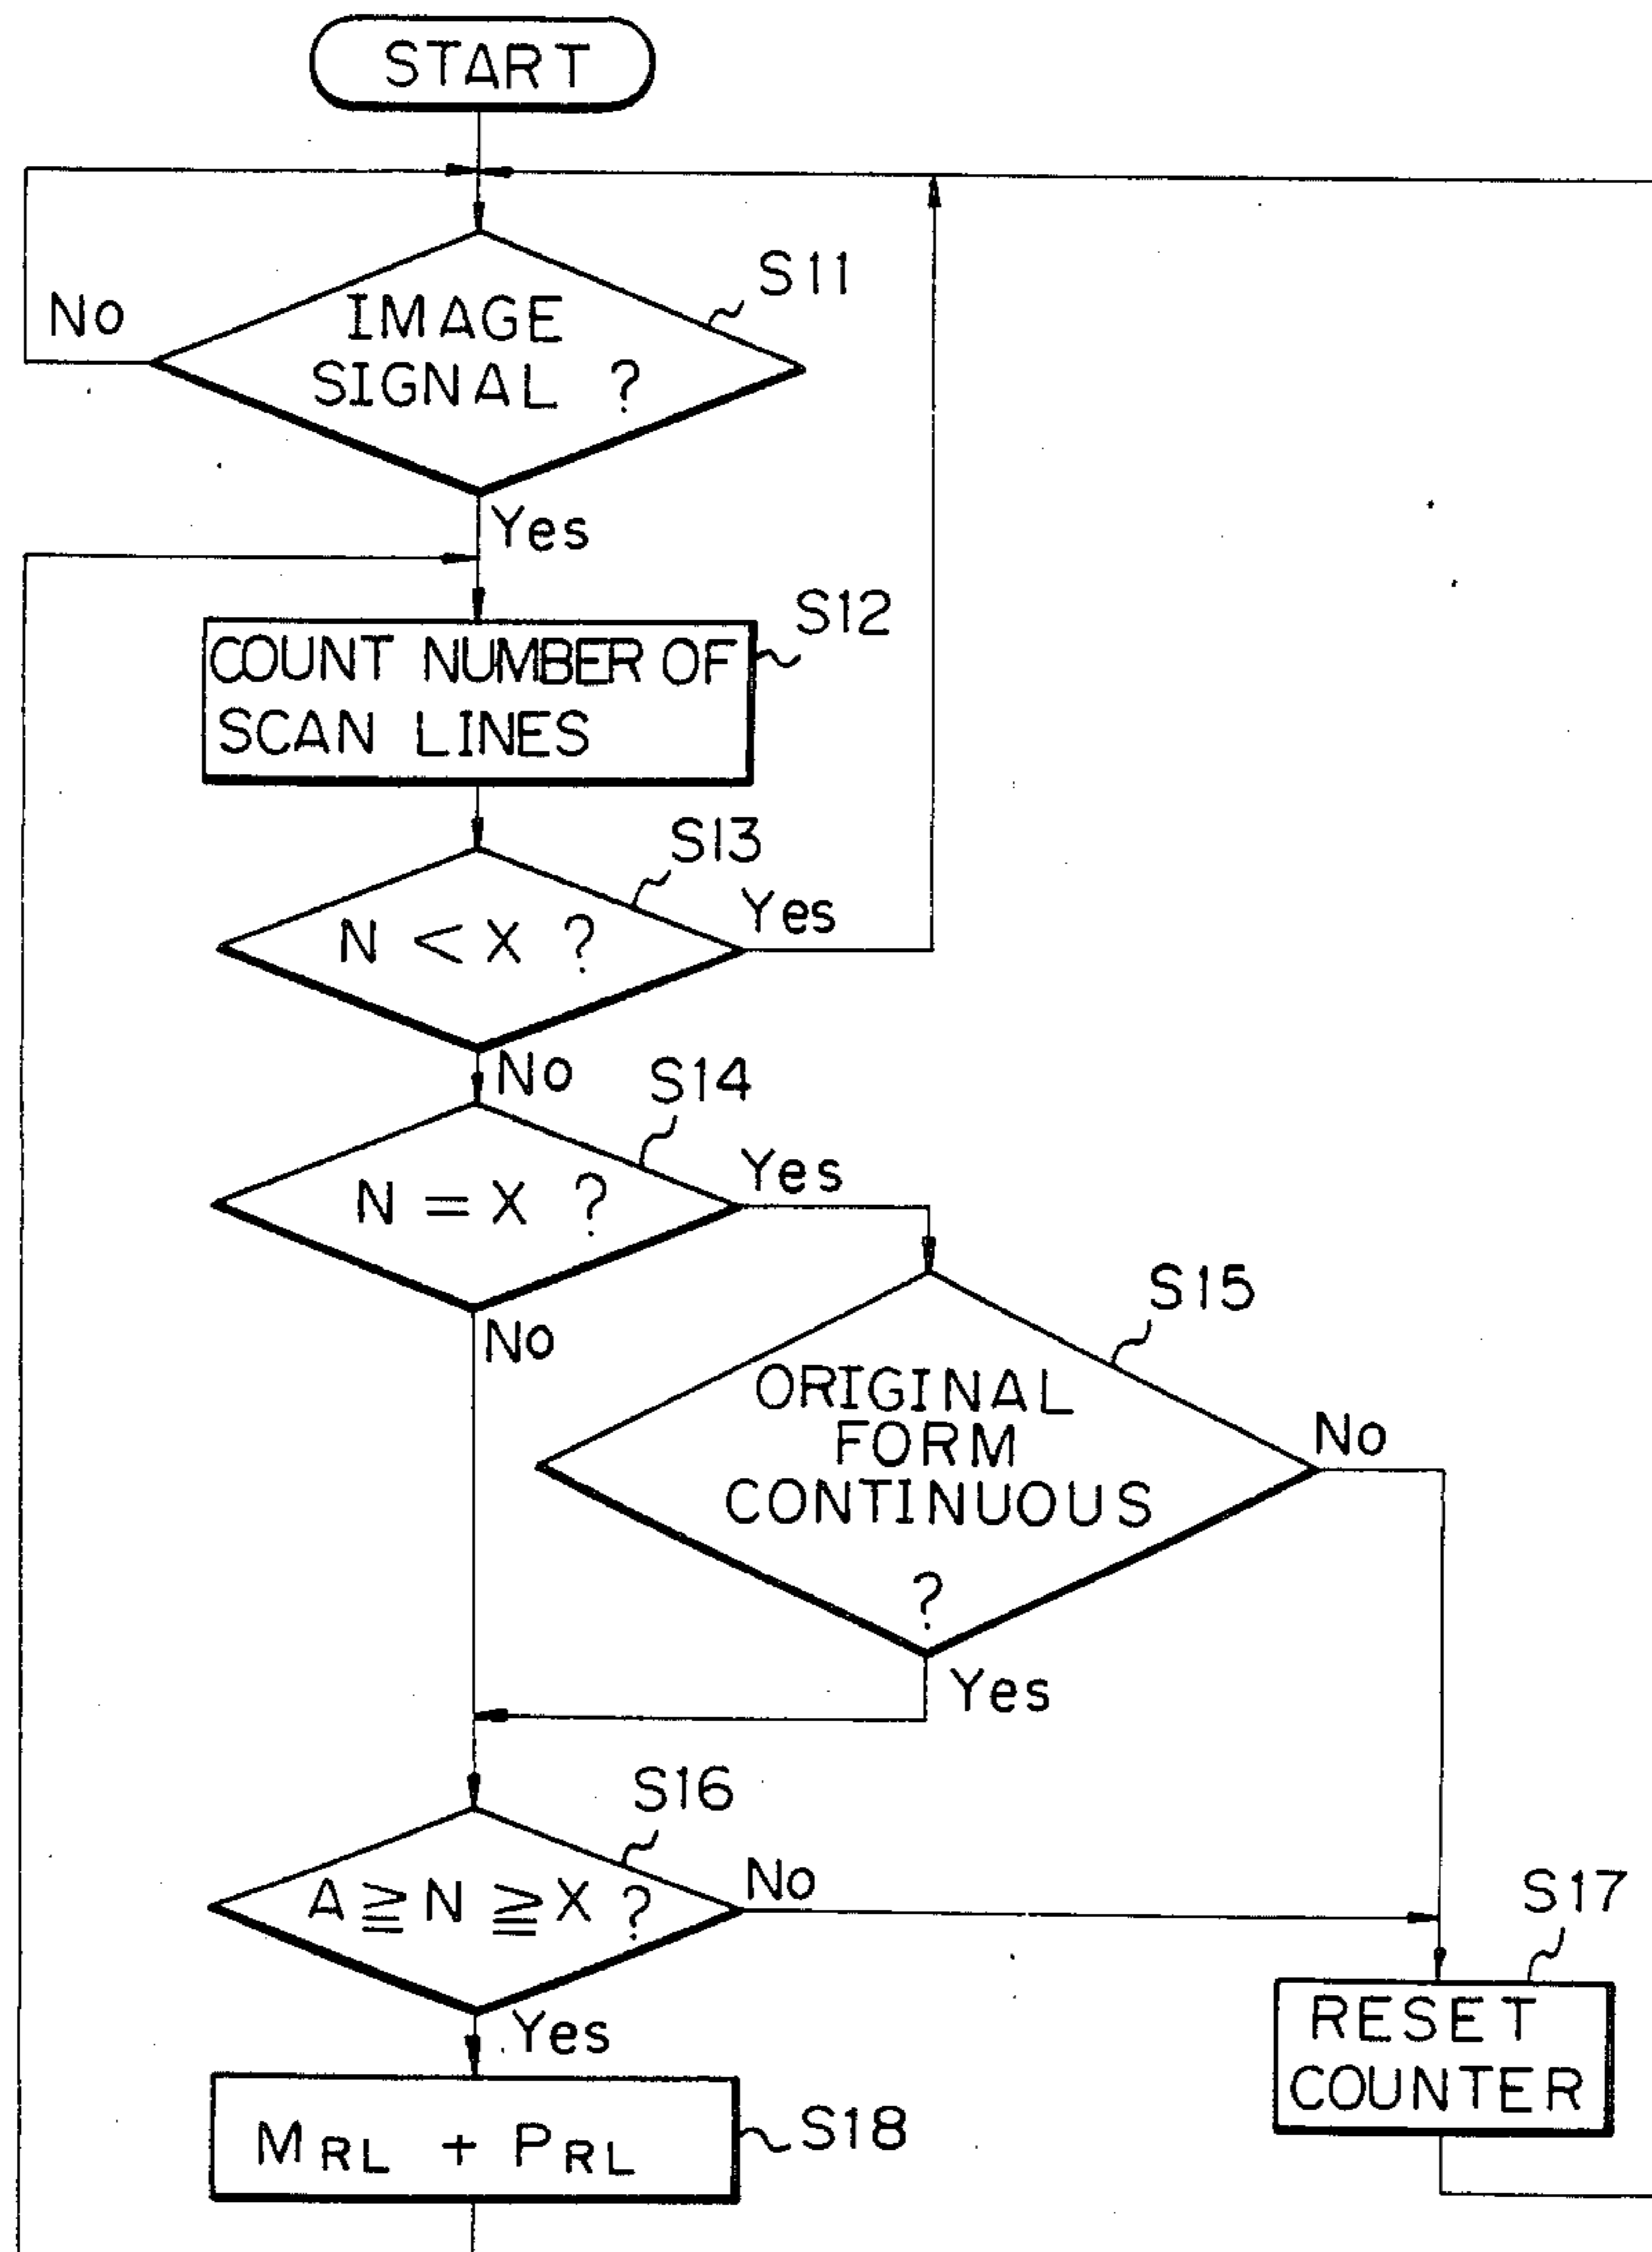 START
S11
No
IMAGE
SIGNAL ?
Yes
S12
COUNT NUMBER OF
SCAN LINES
S13
N < X ?
Yes
No
S14
N = X ?
Yes
No
S15
ORIGINAL
FORM
CONTINUOUS
?
No
Yes
S16
A ≧ N ≧ X ?
No
S17
RESET
COUNTER
Yes
MRL + PRL
S18